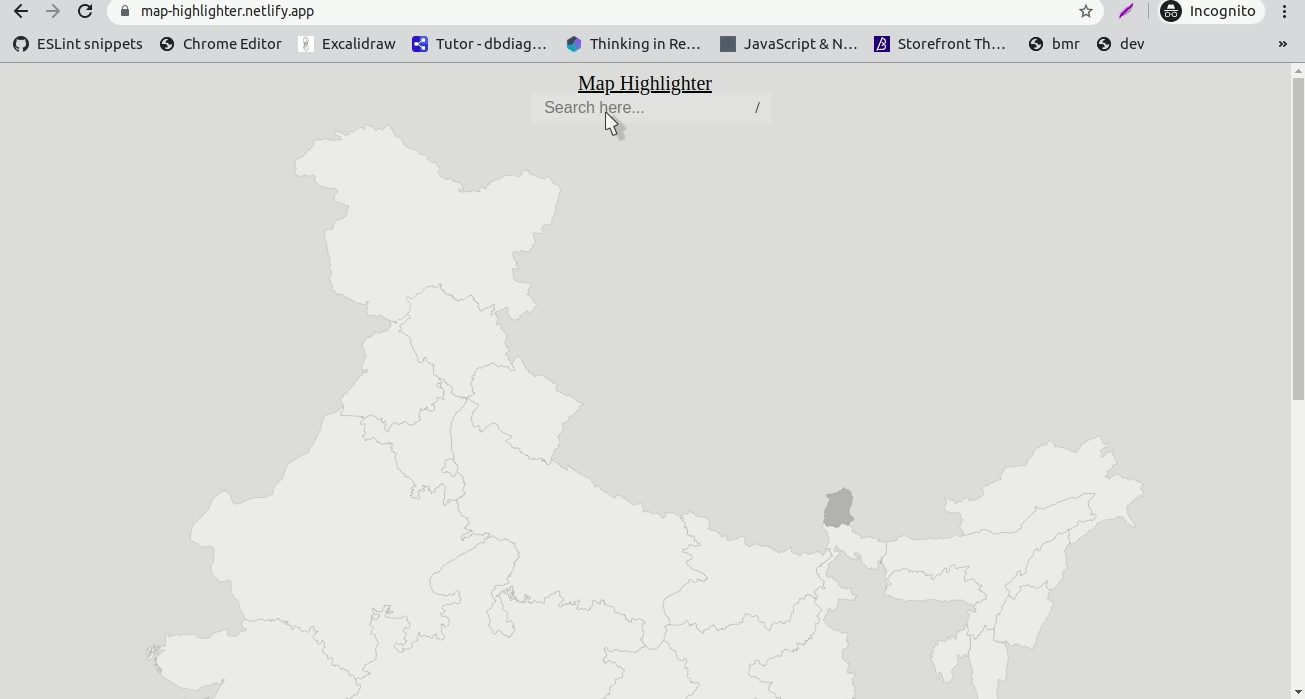 map-highlighter.netlify.app
Incognito
ESLint snippets
Chrome Editor
Excalidraw
Tutor - dbdiag...
Thinking in Re...
JavaScript & N...
Storefront Th...
bmr
dev
»
Map Highlighter
Search here... /